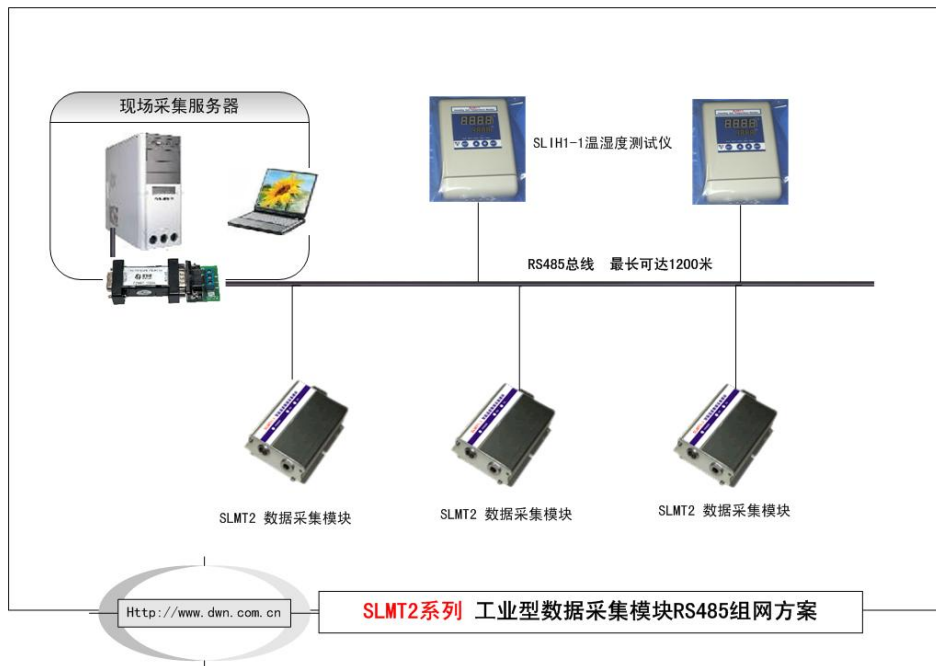 现场采集服务器
SLIH1-1温湿度测试仪
RS485总线 最长可达1200米
SLMT2 数据采集模块
SLMT2 数据采集模块
SLMT2 数据采集模块
Http://www.dwn.com.cn
SLMT2系列 工业型数据采集模块RS485组网方案